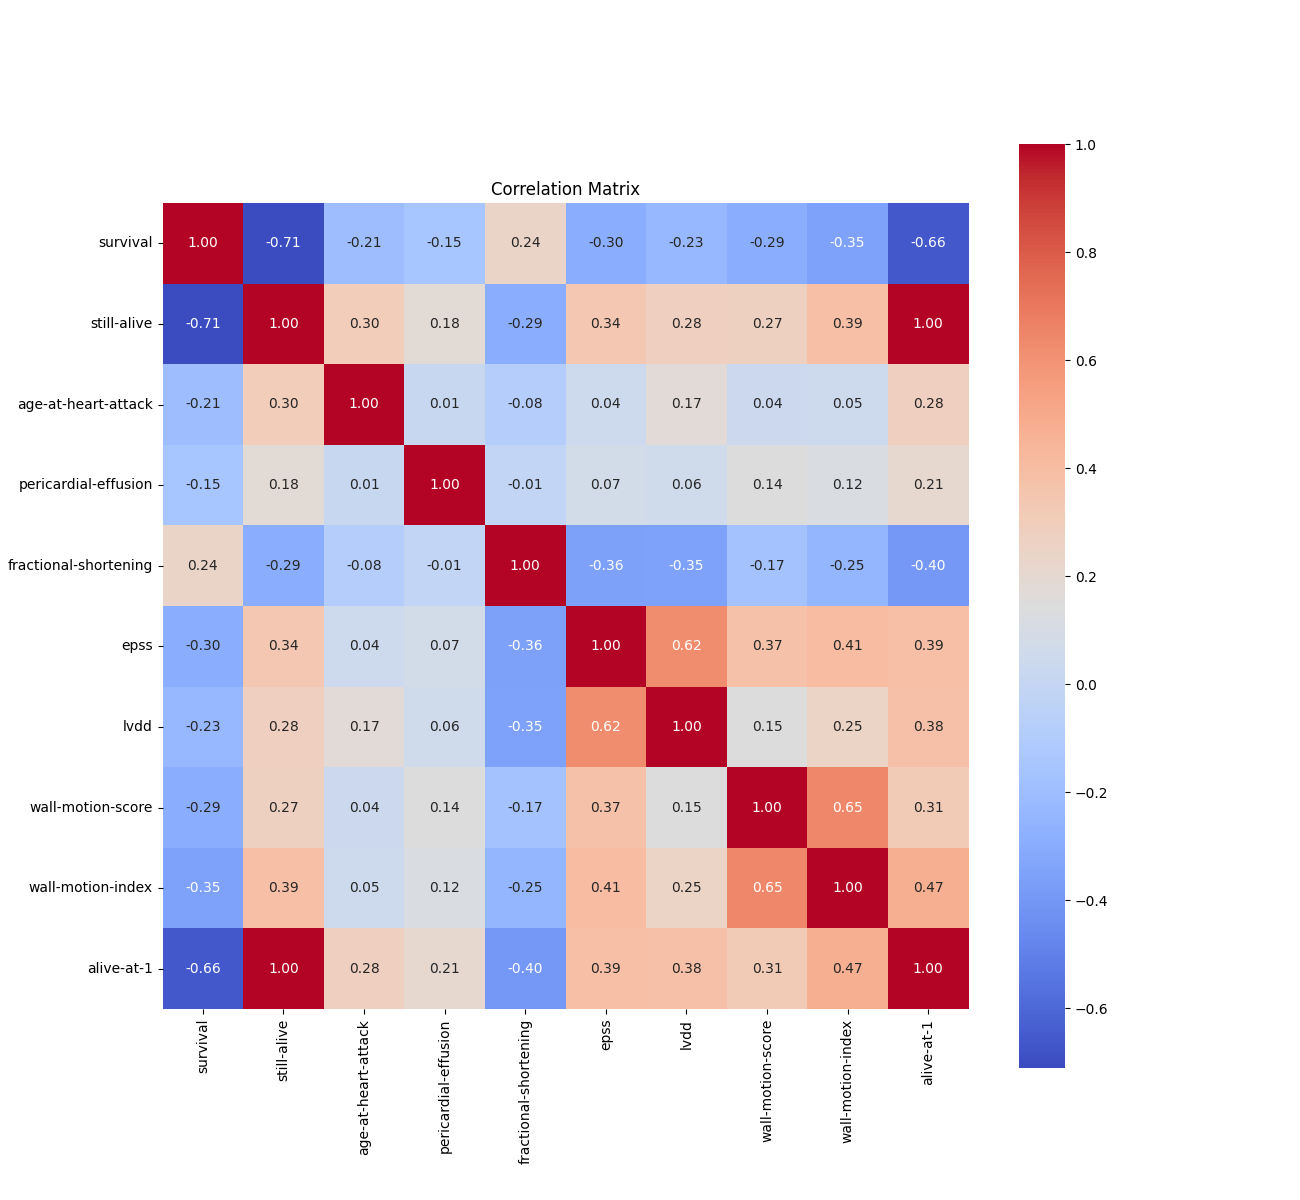 Correlation Matrix
survival 1.00 -0.71 -0.21 -0.15 0.24 -0.30 -0.23 -0.29 -0.35 -0.66
still-alive -0.71 1.00 0.30 0.18 -0.29 0.34 0.28 0.27 0.39 1.00
age-at-heart-attack -0.21 0.30 1.00 0.01 -0.08 0.04 0.17 0.04 0.05 0.28
pericardial-effusion -0.15 0.18 0.01 1.00 -0.01 0.07 0.06 0.14 0.12 0.21
fractional-shortening 0.24 -0.29 -0.08 -0.01 1.00 -0.36 -0.35 -0.17 -0.25 -0.40
epss -0.30 0.34 0.04 0.07 -0.36 1.00 0.62 0.37 0.41 0.39
lvdd -0.23 0.28 0.17 0.06 -0.35 0.62 1.00 0.15 0.25 0.38
wall-motion-score -0.29 0.27 0.04 0.14 -0.17 0.37 0.15 1.00 0.65 0.31
wall-motion-index -0.35 0.39 0.05 0.12 -0.25 0.41 0.25 0.65 1.00 0.47
alive-at-1 -0.66 1.00 0.28 0.21 -0.40 0.39 0.38 0.31 0.47 1.00
survival
still-alive
age-at-heart-attack
pericardial-effusion
fractional-shortening
epss
lvdd
wall-motion-score
wall-motion-index
alive-at-1
1.0
0.8
0.6
0.4
0.2
0.0
−0.2
−0.4
−0.6